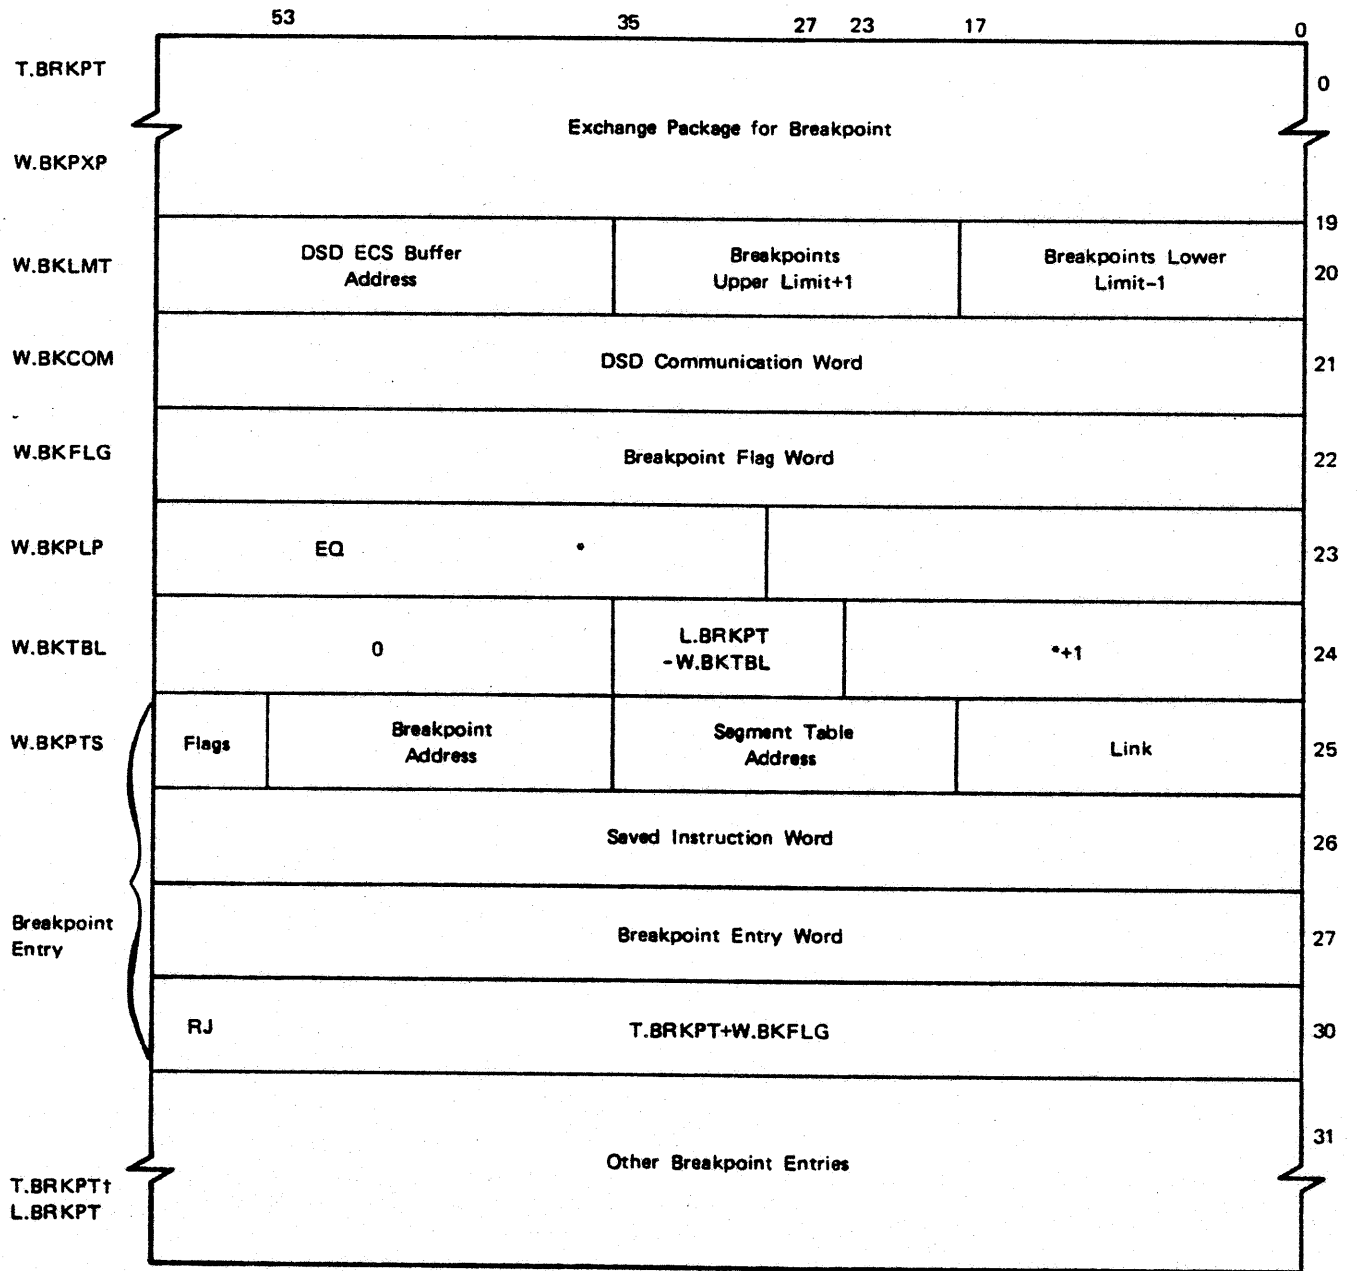 53 35 27 23 17 0
T.BRKPT 0
Exchange Package for Breakpoint
W.BKPXP
19
W.BKLMT DSD ECS Buffer Address Breakpoints Upper Limit+1 Breakpoints Lower Limit-1 20
W.BKCOM DSD Communication Word 21
W.BKFLG Breakpoint Flag Word 22
W.BKPLP EQ * 23
W.BKTBL 0 L.BRKPT -W.BKTBL *+1 24
W.BKPTS Flags Breakpoint Address Segment Table Address Link 25
Saved Instruction Word 26
Breakpoint Entry Breakpoint Entry Word 27
RJ T.BRKPT+W.BKFLG 30
31
Other Breakpoint Entries
T.BRKPT†
L.BRKPT